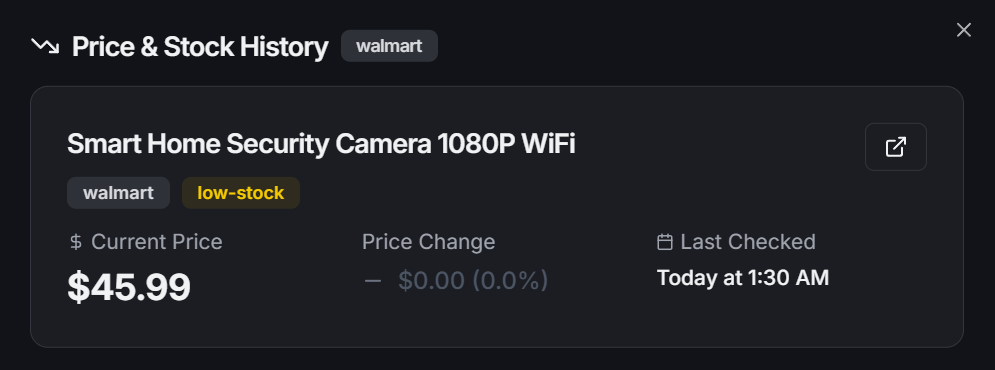 Price & Stock History walmart
Smart Home Security Camera 1080P WiFi
walmart low-stock
$ Current Price Price Change Last Checked
$45.99 — $0.00 (0.0%) Today at 1:30 AM